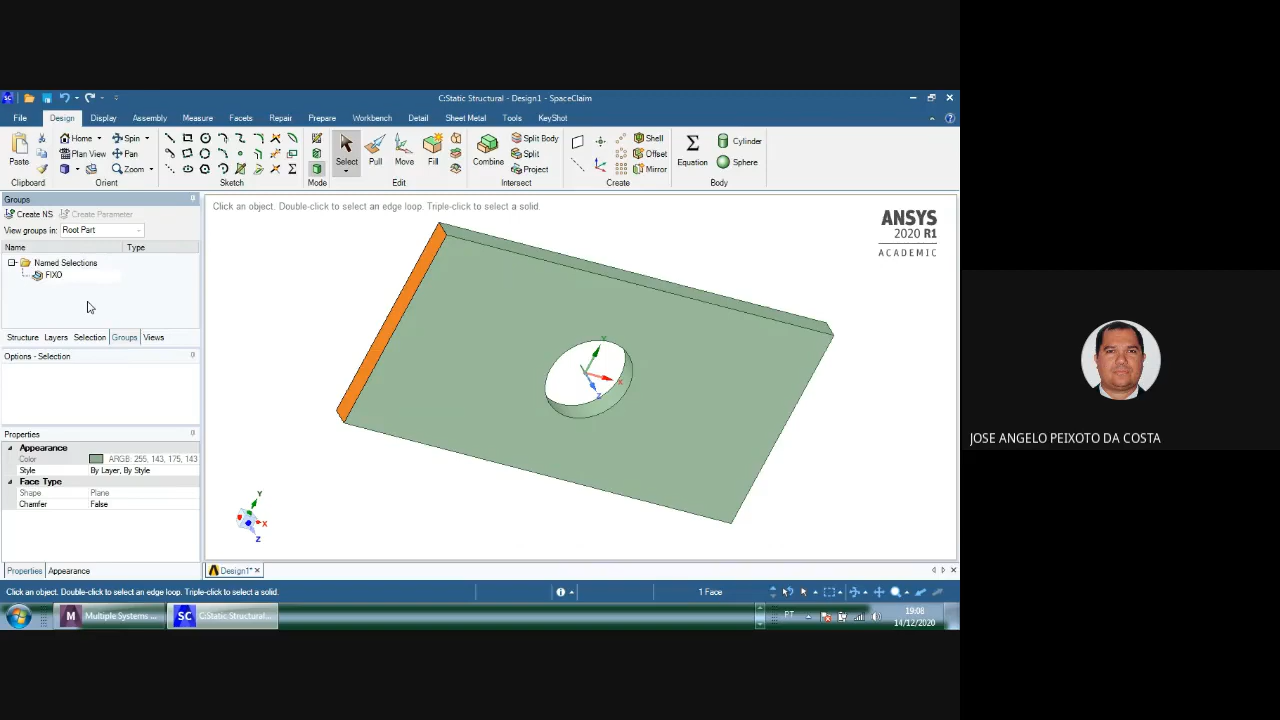 C:Static Structural - Design1 - SpaceClaim
File Design Display Assembly Measure Facets Repair Prepare Workbench Detail Sheet Metal Tools KeyShot
Home Spin
Plan View Pan
Zoom
Paste
Select Pull Move Fill
Combine
Split Body
Split
Project
Shell
Offset
Mirror
Equation
Cylinder
Sphere
Clipboard Orient Sketch Mode Edit Intersect Create Body
Groups
Create NS Create Parameter
View groups in: Root Part
Name Type
Named Selections
FIXO
Structure Layers Selection Groups Views
Options - Selection
Properties
Appearance
Color ARGB: 255, 143, 175, 143
Style By Layer, By Style
Face Type
Shape Plane
Chamfer False
Properties Appearance
Click an object. Double-click to select an edge loop. Triple-click to select a solid.
ANSYS
2020 R1
ACADEMIC
Y
X
Z
Y
X
Z
Design1*
Click an object. Double-click to select an edge loop. Triple-click to select a solid.
1 Face
M Multiple Systems ...
SC C:Static Structural...
PT
19:08
14/12/2020
JOSE ANGELO PEIXOTO DA COSTA